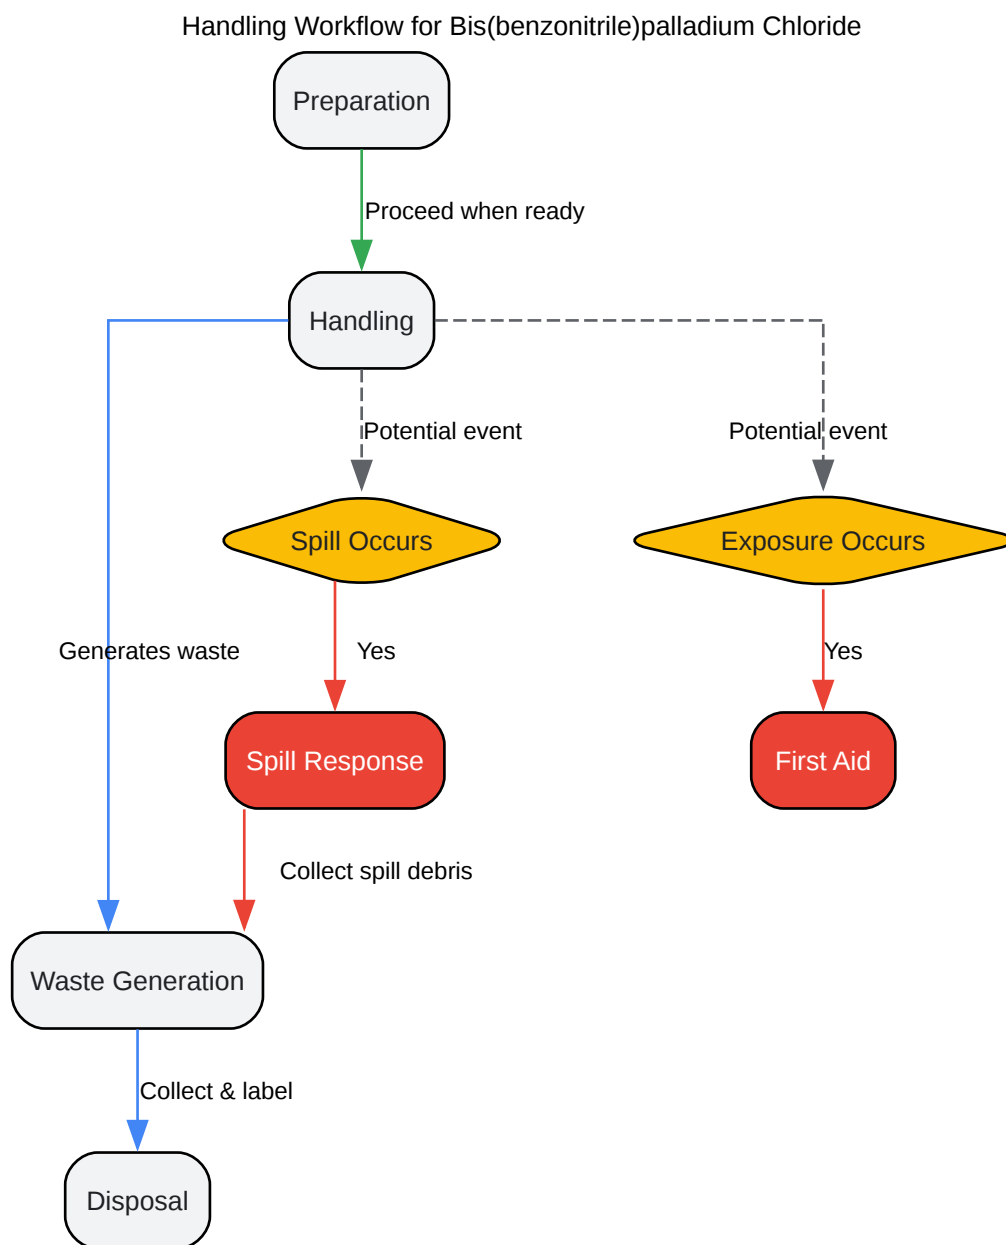 Handling Workflow for Bis(benzonitrile)palladium Chloride
Preparation
Proceed when ready
Handling
Potential event
Potential event
Spill Occurs
Exposure Occurs
Generates waste
Yes
Yes
Spill Response
First Aid
Collect spill debris
Waste Generation
Collect & label
Disposal